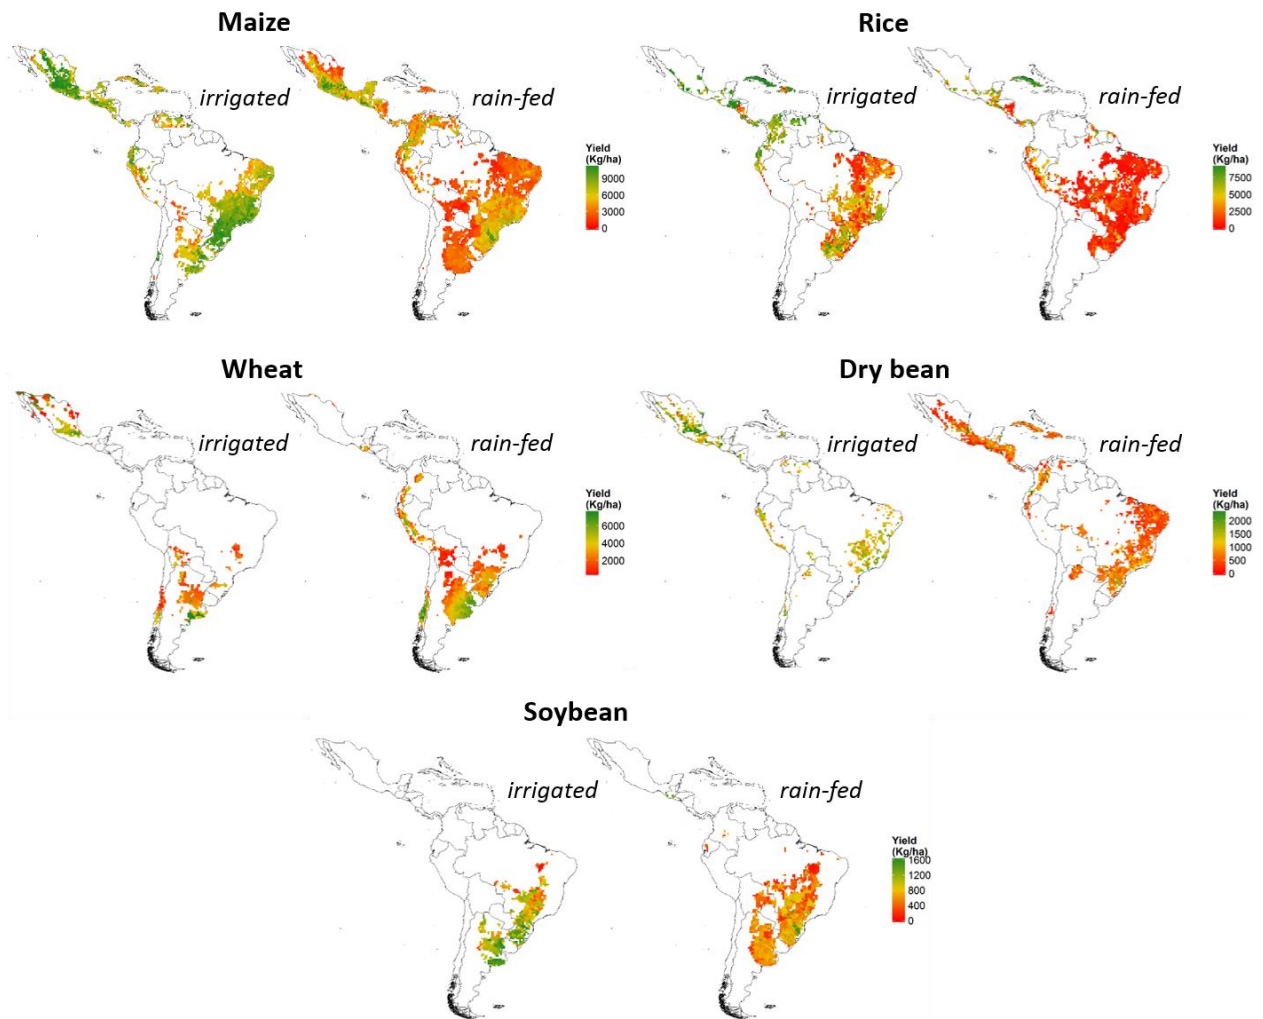 Maize
Rice
irrigated
rain-fed
irrigated
rain-fed
Yield
(Kg/ha)
9000
6000
3000
0
Yield
(Kg/ha)
7500
5000
2500
0
Wheat
Dry bean
irrigated
rain-fed
irrigated
rain-fed
Yield
(Kg/ha)
6000
4000
2000
Yield
(Kg/ha)
2000
1500
1000
500
0
Soybean
irrigated
rain-fed
Yield
(Kg/ha)
1600
1200
800
400
0